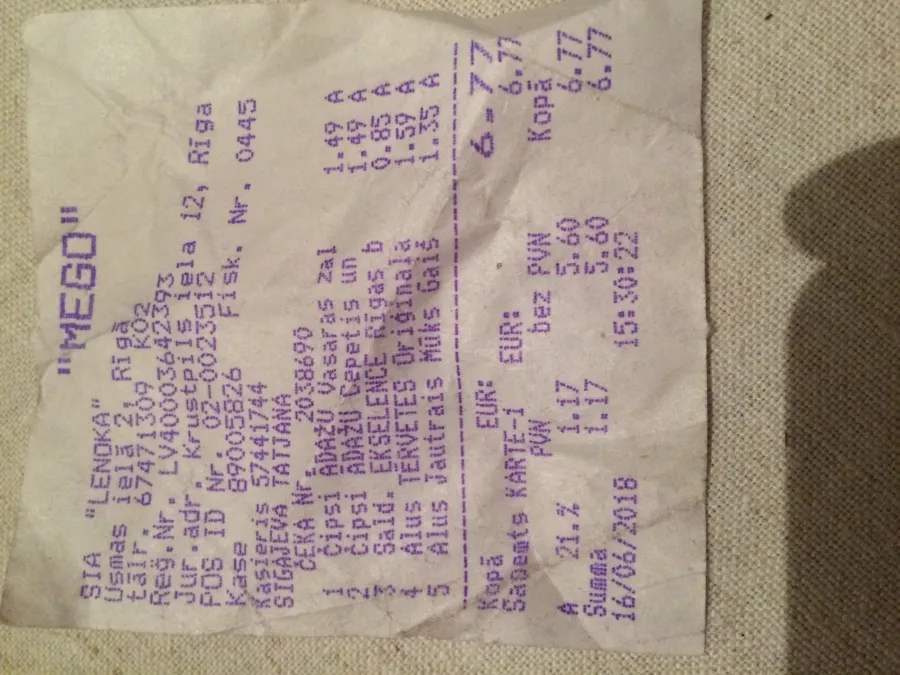 "MEGO"
SIA "LENOKA"
Usmas iela 2, Rīga
tālr. 67471309 K02
Reģ.Nr. LV40003642393
Jur.adr. Krustpils iela 12, Rīga
POS ID Nr. 02-0023512
Kase 89005826 Fisk. Nr. 0445
Kasieris 57441744
SIGAJEVA TATJANA
ČEKA Nr. 2038690
1 Čipsi ĀDAŽU Vasaras zal 1.49 A
2 Čipsi ĀDAŽU Cepetis un 1.49 A
3 Sald. EKSELENCE Rīgas b 0.85 A
4 Alus TĒRVETES Oriģināla 1.59 A
5 Alus Jautrais Mūks Gaiš 1.35 A
Kopā EUR: 6.77
Saņemts KARTE-1 EUR: 6.77
PVN bez PVN Kopā
A 21.% 1.17 5.60 6.77
Summa 1.17 5.60 6.77
16/06/2018 15:30:22